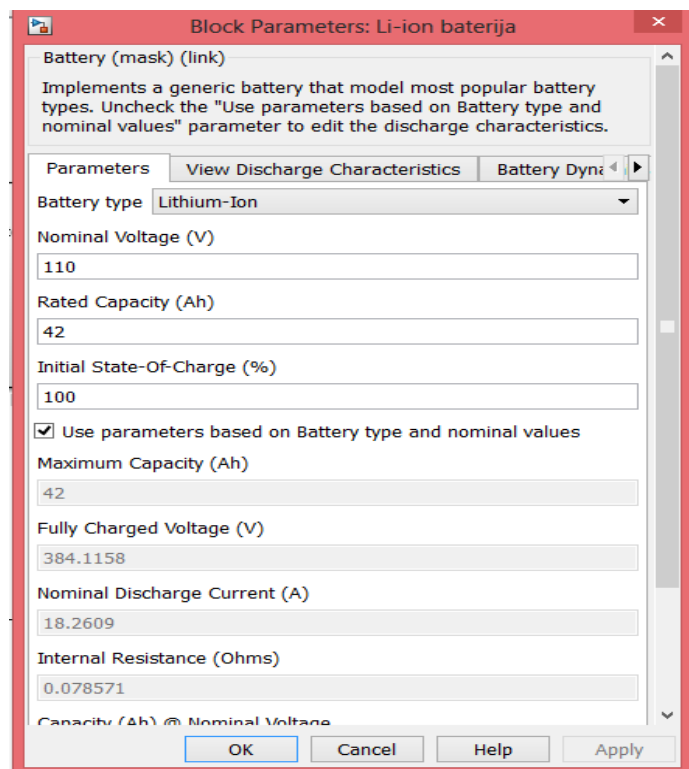 Block Parameters: Li-ion baterija
Battery (mask) (link)
Implements a generic battery that model most popular battery
types. Uncheck the "Use parameters based on Battery type and
nominal values" parameter to edit the discharge characteristics.
Parameters View Discharge Characteristics Battery
Battery type Lithium-Ion
Nominal Voltage (V)
110
Rated Capacity (Ah)
42
Initial State-Of-Charge (%)
100
Use parameters based on Battery type and nominal values
Maximum Capacity (Ah)
42
Fully Charged Voltage (V)
384.1158
Nominal Discharge Current (A)
18.2609
Internal Resistance (Ohms)
0.078571
Capacity (Ah) @ Nominal Voltage
OK Cancel Help Apply